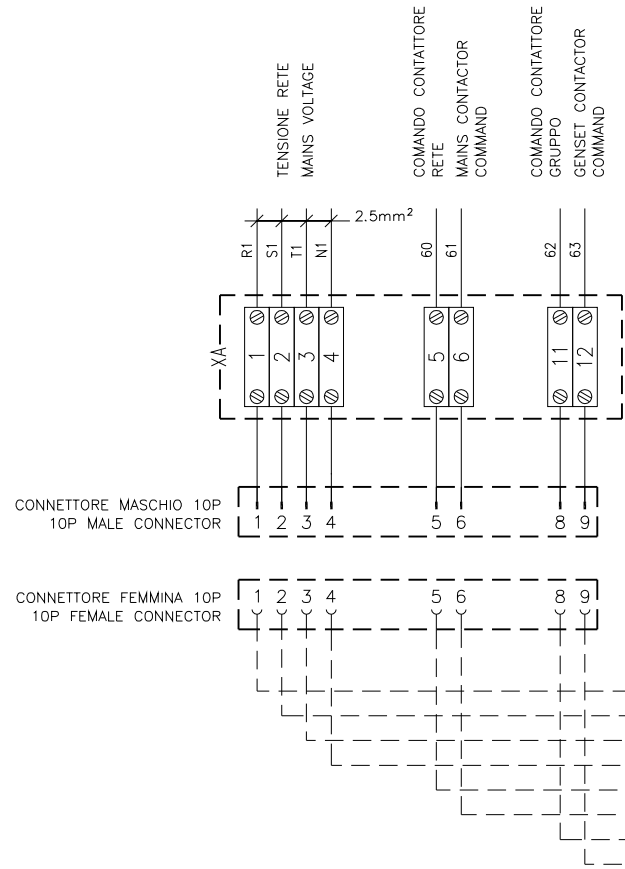 TENSIONE RETE
MAINS VOLTAGE
COMANDO CONTATTORE
RETE
MAINS CONTACTOR
COMMAND
COMANDO CONTATTORE
GRUPPO
GENSET CONTACTOR
COMMAND
2.5mm²
R1 S1 T1 N1 60 61 62 63
XA
1 2 3 4 5 6 11 12
CONNETTORE MASCHIO 10P
10P MALE CONNECTOR
1 2 3 4 5 6 8 9
CONNETTORE FEMMINA 10P
10P FEMALE CONNECTOR
1 2 3 4 5 6 8 9